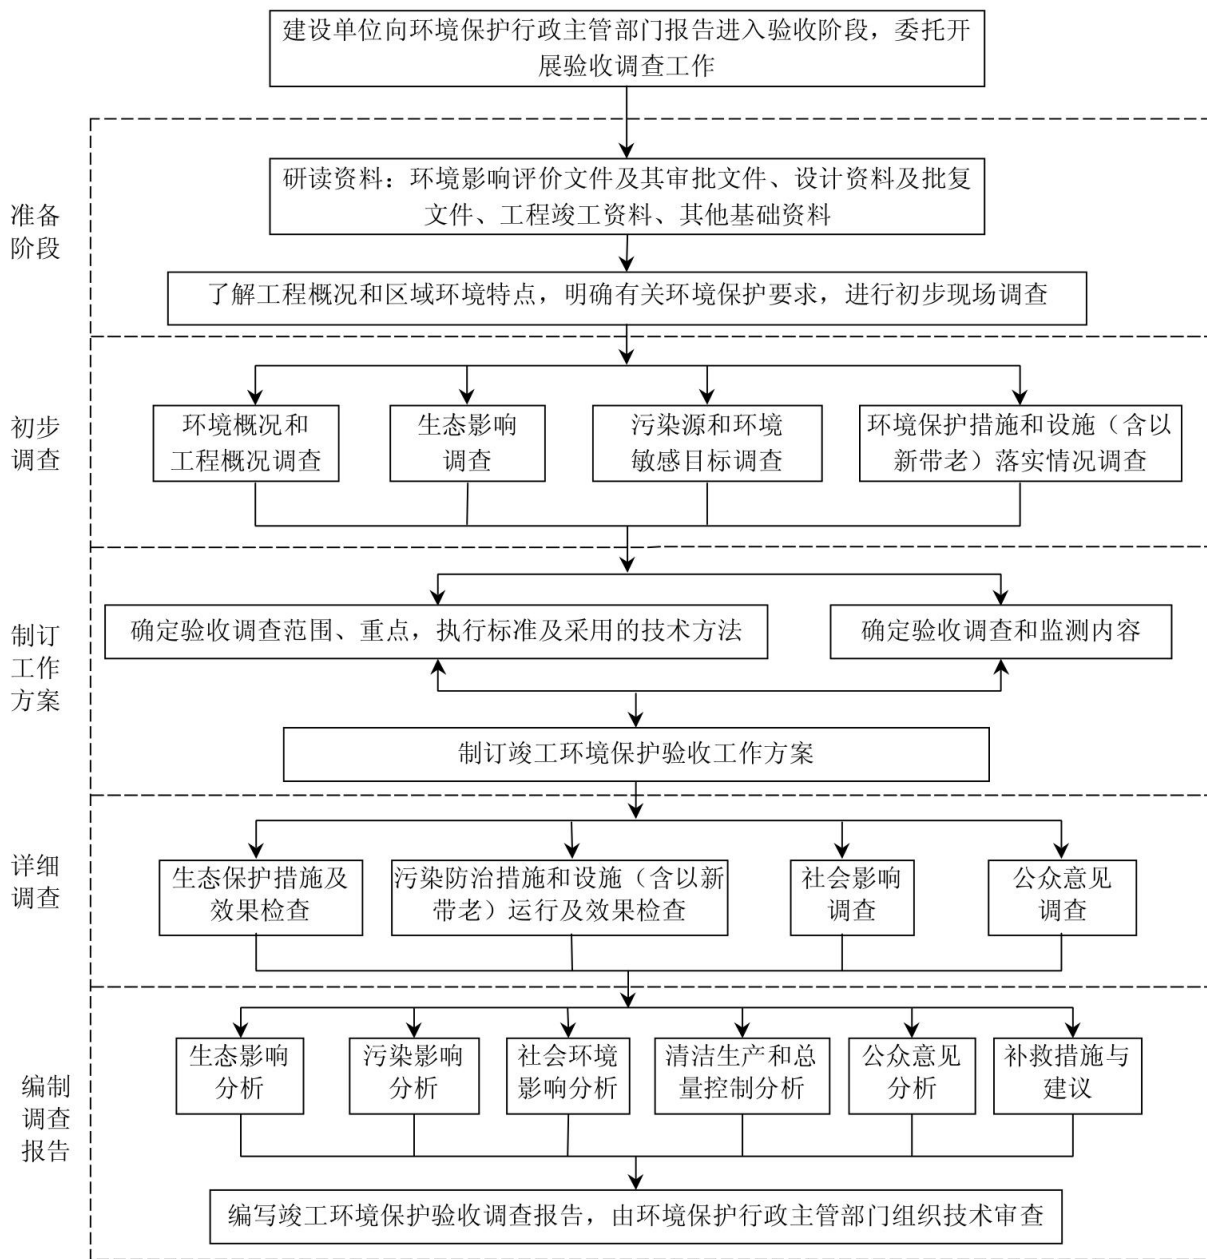 建设单位向环境保护行政主管部门报告进入验收阶段，委托开
展验收调查工作
准备
阶段
研读资料：环境影响评价文件及其审批文件、设计资料及批复
文件、工程竣工资料、其他基础资料
了解工程概况和区域环境特点，明确有关环境保护要求，进行初步现场调查
初步
调查
环境概况和
工程概况调查
生态影响
调查
污染源和环境
敏感目标调查
环境保护措施和设施（含以
新带老）落实情况调查
制订
工作
方案
确定验收调查范围、重点，执行标准及采用的技术方法
确定验收调查和监测内容
制订竣工环境保护验收工作方案
详细
调查
生态保护措施及
效果检查
污染防治措施和设施（含以新
带老）运行及效果检查
社会影响
调查
公众意见
调查
编制
调查
报告
生态影响
分析
污染影响
分析
社会环境
影响分析
清洁生产和总
量控制分析
公众意见
分析
补救措施与
建议
编写竣工环境保护验收调查报告，由环境保护行政主管部门组织技术审查